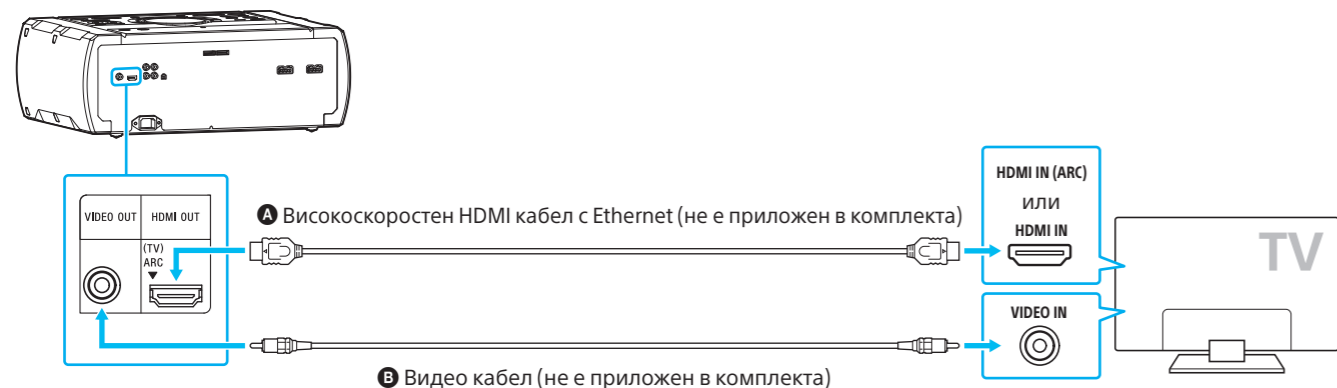 VIDEO OUT
HDMI OUT
(TV)
ARC
A Високоскоростен HDMI кабел с Ethernet (не е приложен в комплекта)
HDMI IN (ARC)
или
HDMI IN
TV
VIDEO IN
B Видео кабел (не е приложен в комплекта)